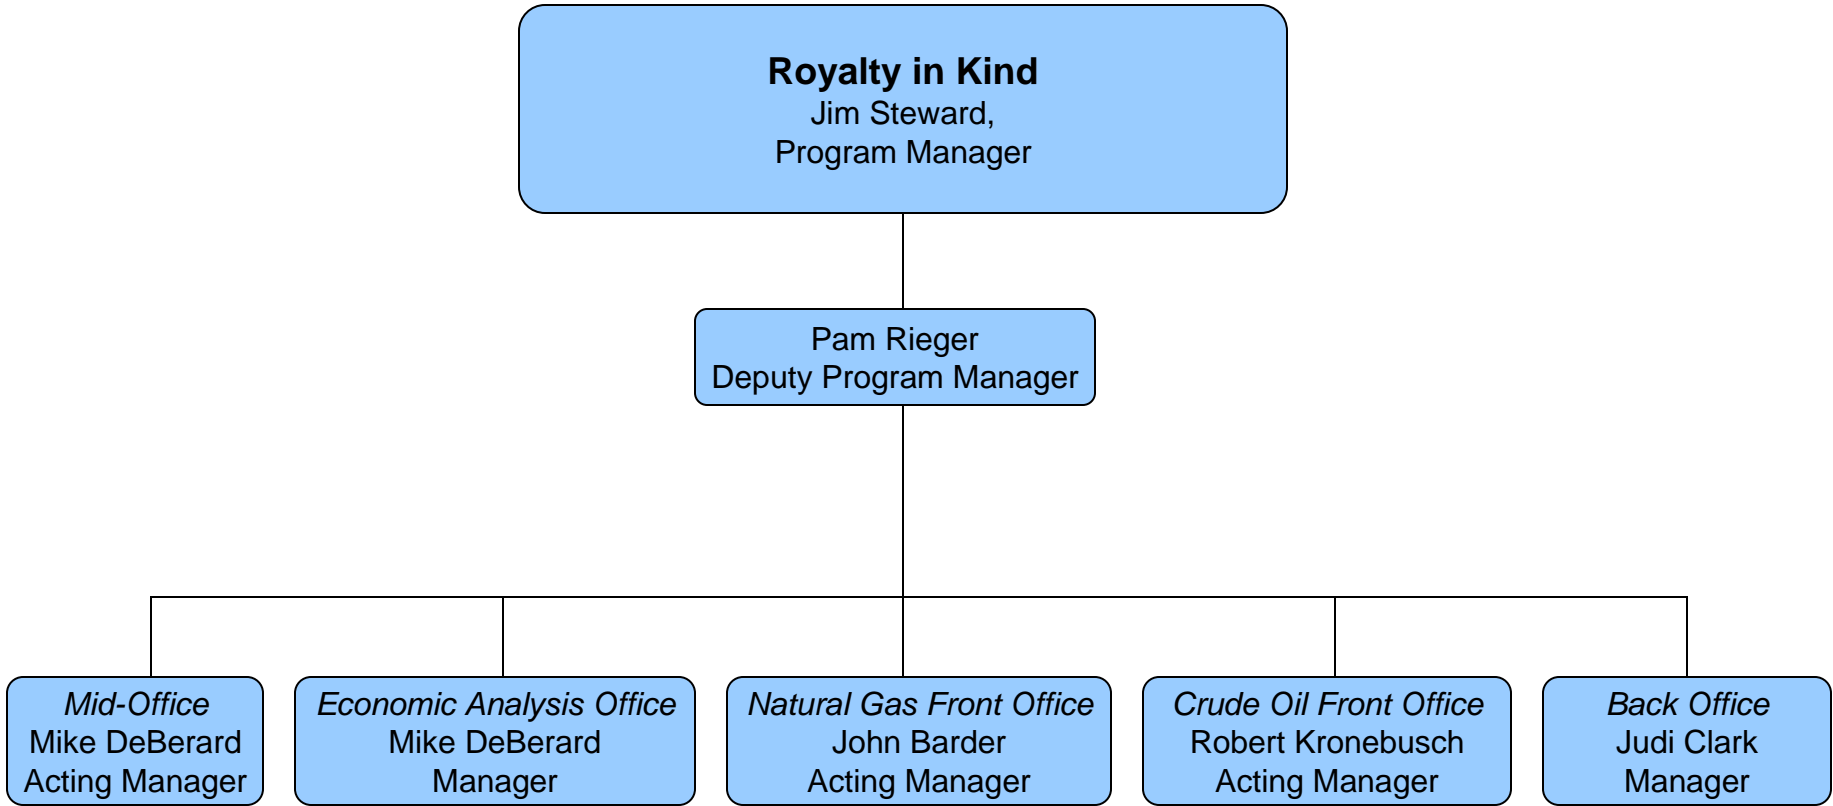 Royalty in Kind
Jim Steward,
Program Manager
Pam Rieger
Deputy Program Manager
Mid-Office
Mike DeBerard
Acting Manager
Economic Analysis Office
Mike DeBerard
Manager
Natural Gas Front Office
John Barder
Acting Manager
Crude Oil Front Office
Robert Kronebusch
Acting Manager
Back Office
Judi Clark
Manager